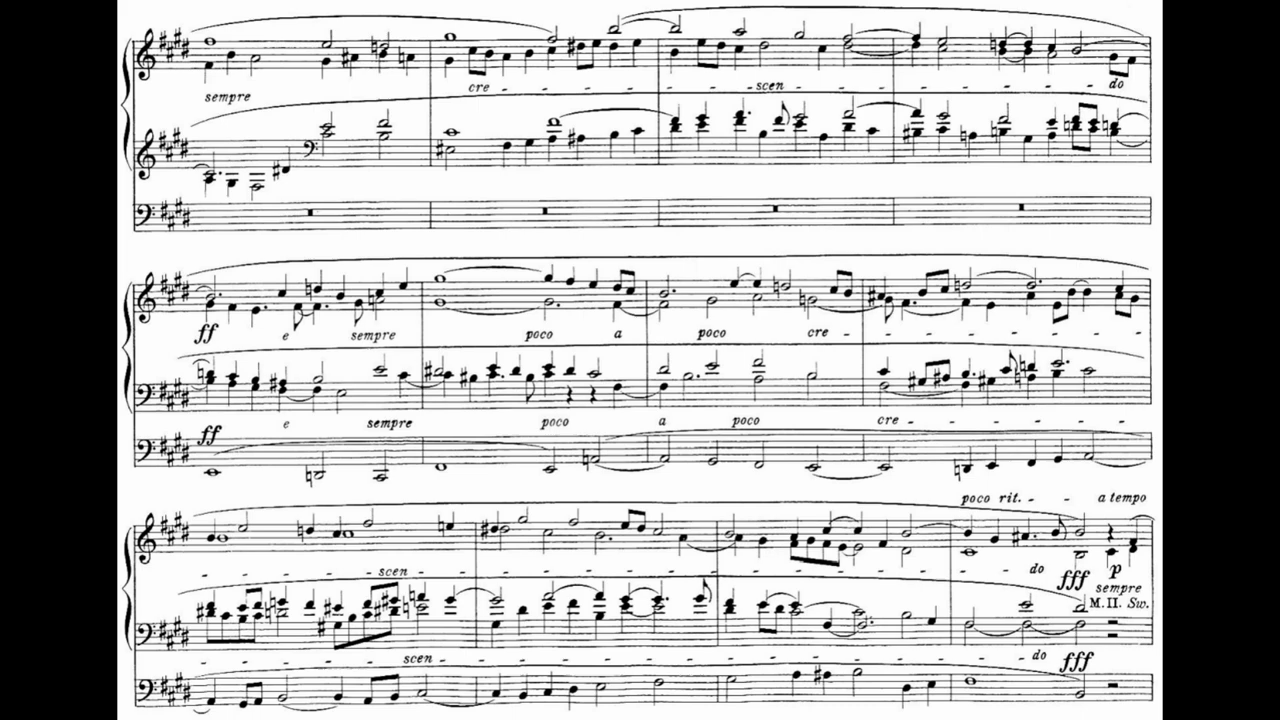 sempre cre - - - - - - - scen - - - - - - - do
ff e sempre poco a poco cre - - - - - - -
ff e sempre poco a poco cre - - - - - - -
poco rit. - - a tempo
- - - - - scen - - - - - - - - - - - - - - - do fff p
sempre
M.II. Sw.
- - - - - scen - - - - - - - - - - - - - - - do fff